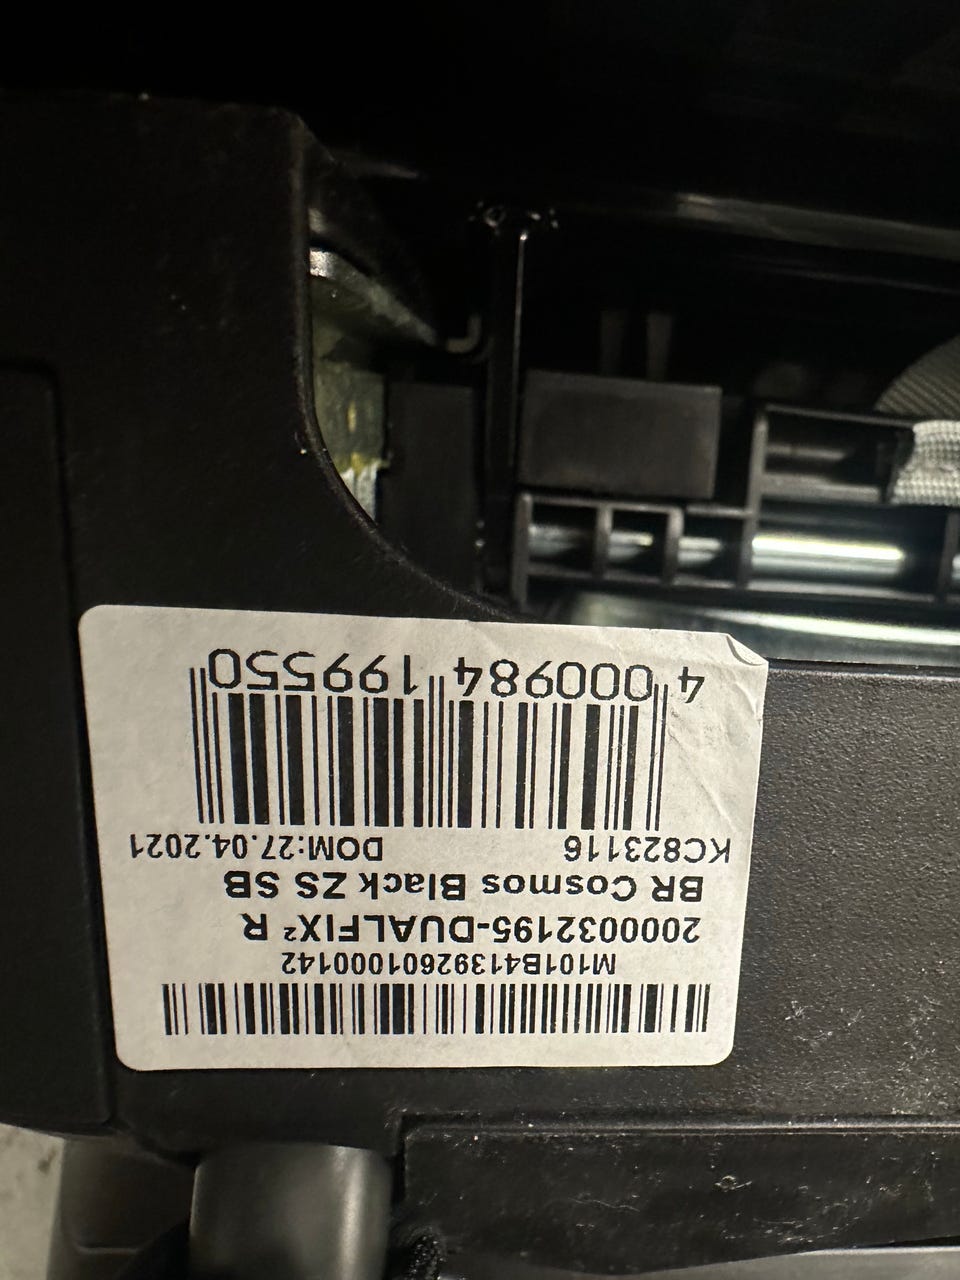 M101B41392601000142
2000032195-DUALFIX² R
BR Cosmos Black ZS SB
KC823116 DOM:27.04.2021
4 000984 199550